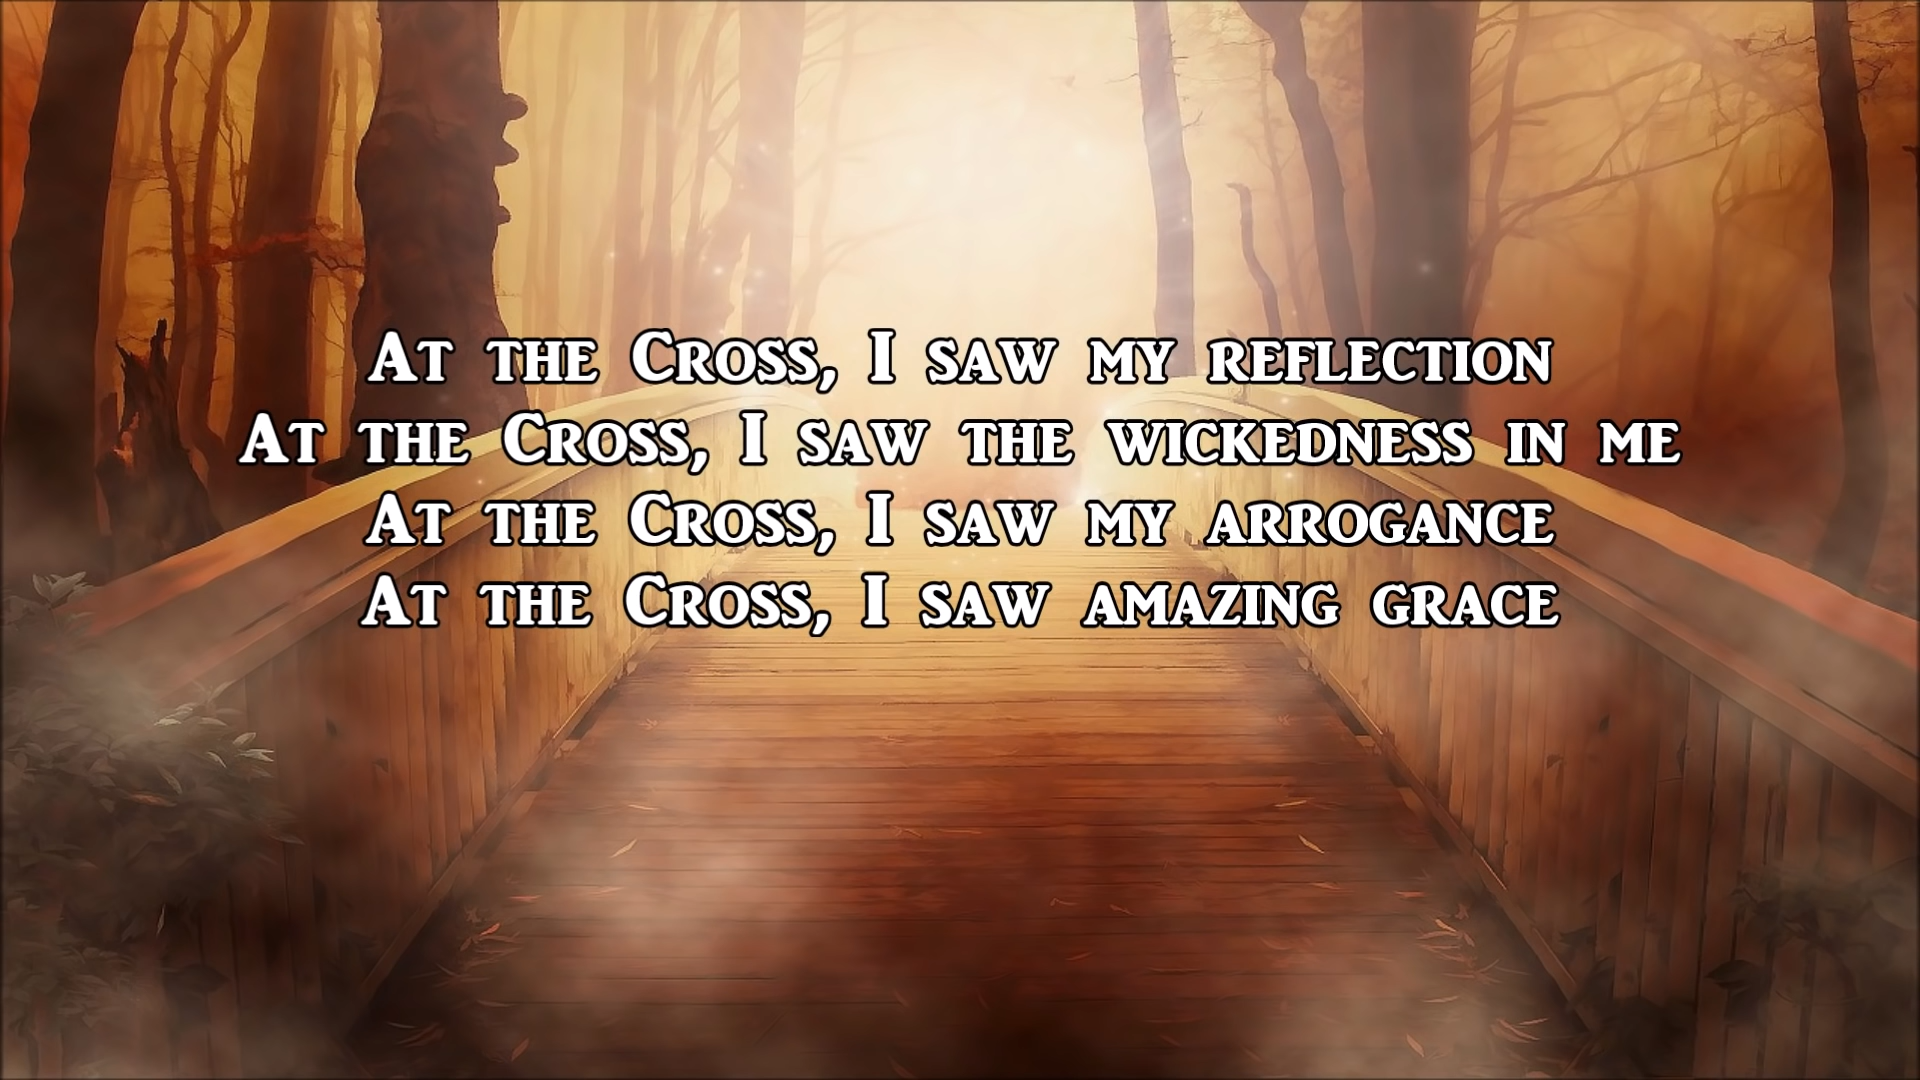 At the Cross, I saw my reflection
At the Cross, I saw the wickedness in me
At the Cross, I saw my arrogance
At the Cross, I saw amazing grace